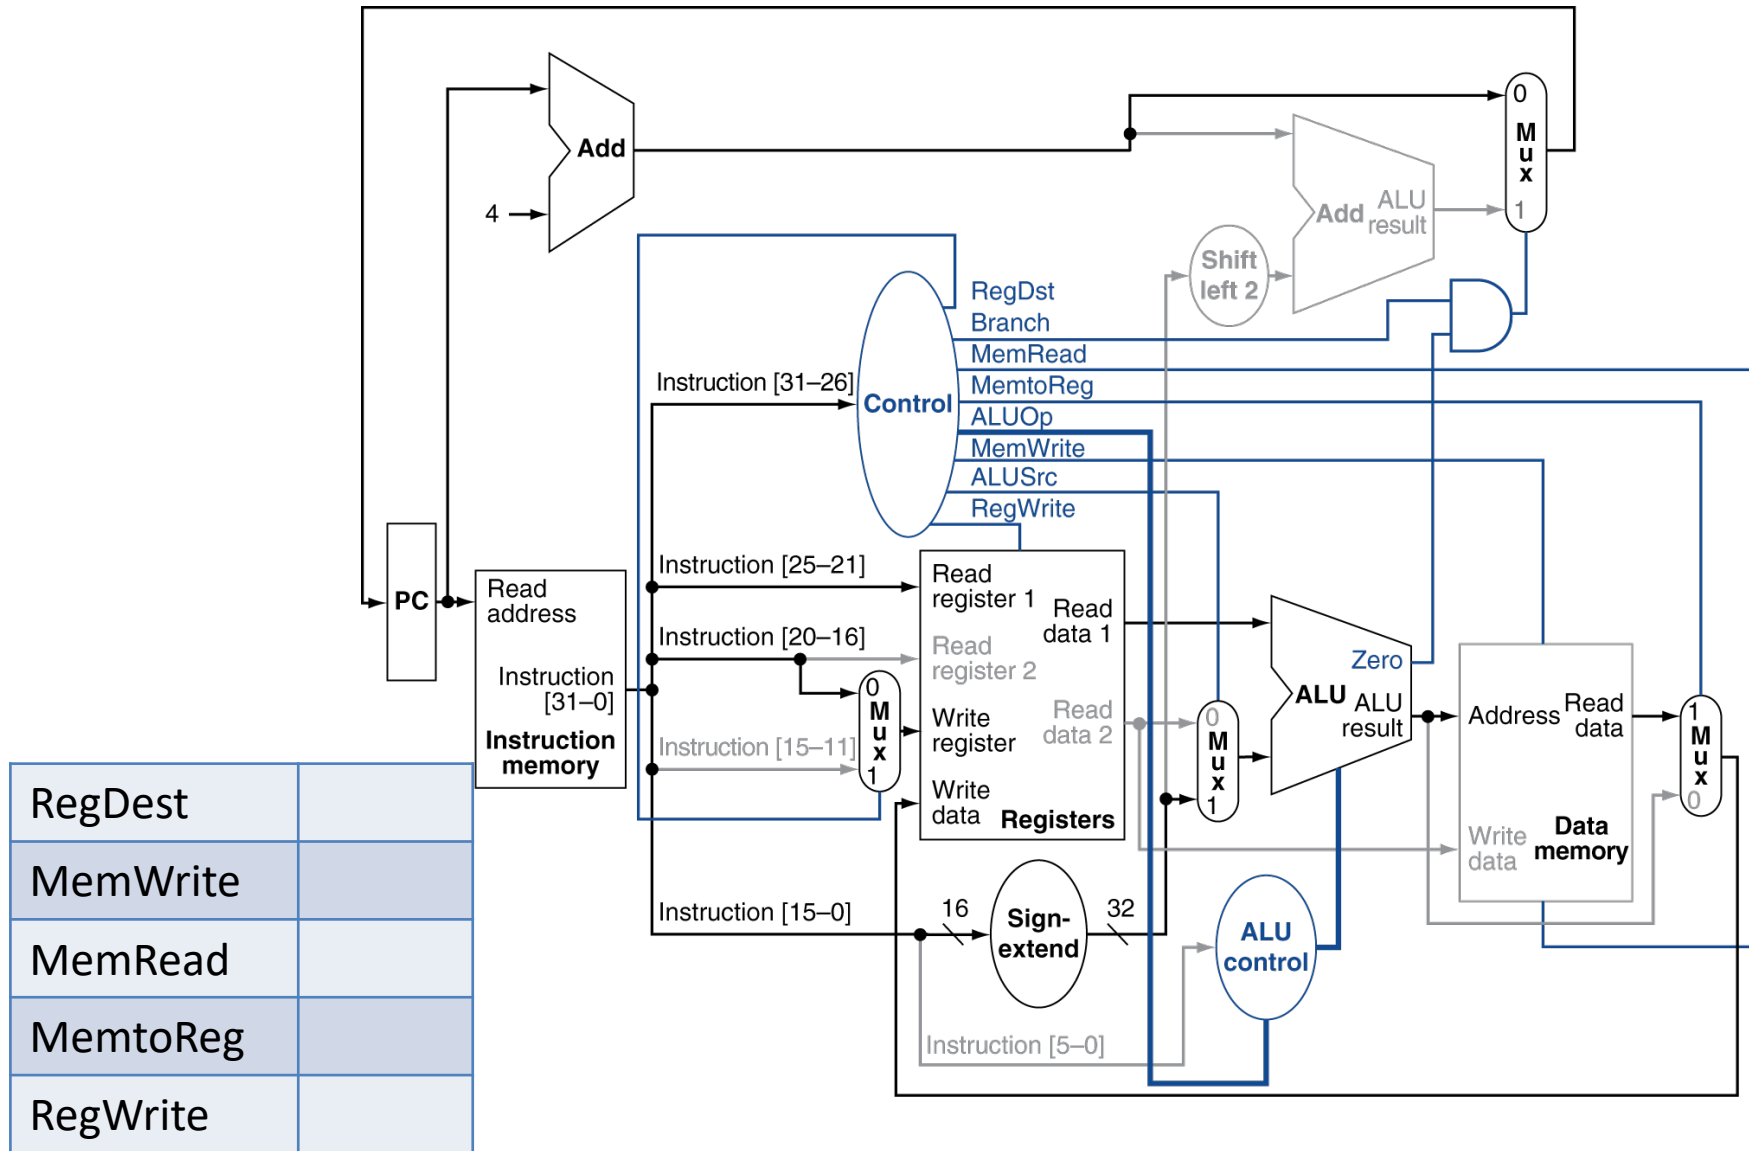 Add
4
0
M
u
x
1
Add
ALU
result
Shift
left 2
RegDst
Branch
MemRead
MemtoReg
ALUOp
MemWrite
ALUSrc
RegWrite
Control
Instruction [31–26]
Instruction [25–21]
Instruction [20–16]
Instruction [15–11]
Instruction [15–0]
Instruction [5–0]
PC
Read
address
Instruction
[31–0]
Instruction
memory
0
M
u
x
1
Read
register 1
Read
register 2
Write
register
Write
data
Read
data 1
Read
data 2
Registers
16
Sign-
extend
32
0
M
u
x
1
Zero
ALU
ALU
result
ALU
control
Address
Read
data
Write
data
Data
memory
1
M
u
x
0
RegDest
MemWrite
MemRead
MemtoReg
RegWrite